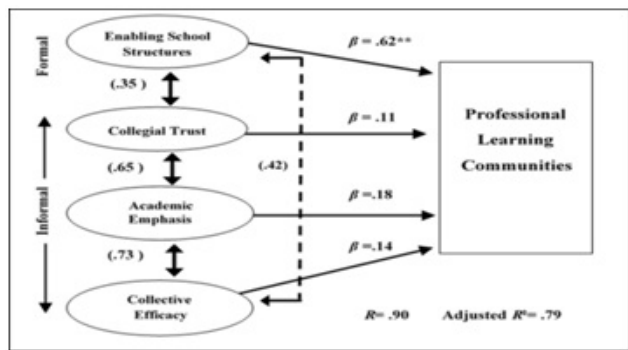 Formal
Informal
Enabling School
Structures
(.35)
Collegial Trust
(.65)
Academic
Emphasis
(.73)
Collective
Efficacy
(.42)
β = .62**
β = .11
β =.18
β =.14
Professional
Learning
Communities
R= .90 Adjusted R²= .79